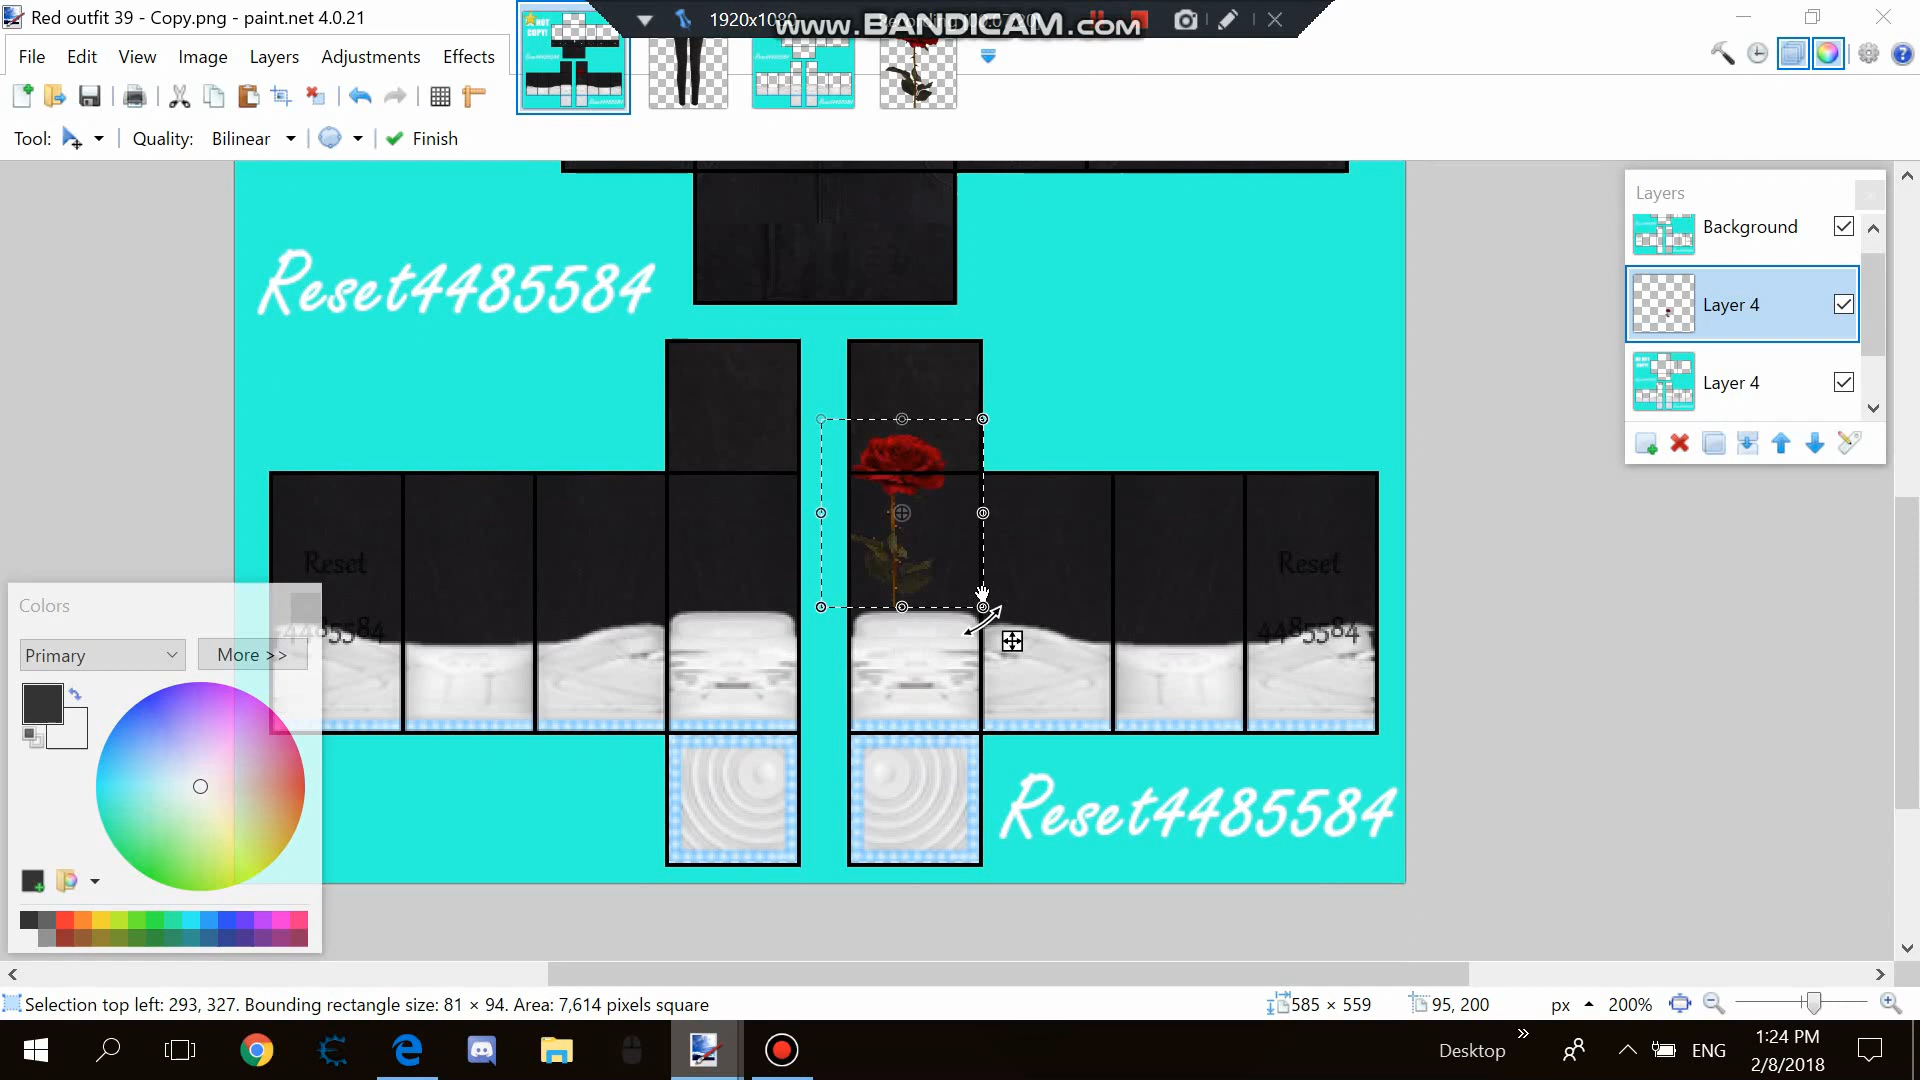 Red outfit 39 - Copy.png - paint.net 4.0.21
1920x1080
www.BANDICAM.com
File Edit View Image Layers Adjustments Effects
Tool: Quality: Bilinear Finish
Layers
Background
Layer 4
Layer 4
Reset4485584
Reset
4485584
Reset
4485584
Reset4485584
Colors
Primary
More >>
Selection top left: 293, 327. Bounding rectangle size: 81 × 94. Area: 7,614 pixels square
585 × 559
95, 200
px
200%
Desktop
ENG
1:24 PM
2/8/2018